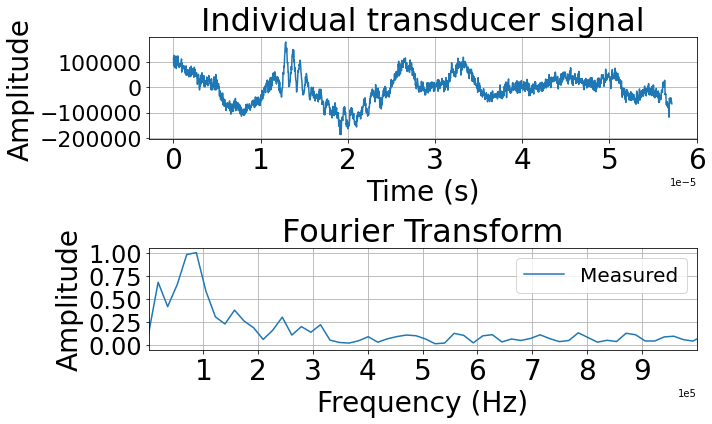 Individual transducer signal
Amplitude
100000
0
−100000
−200000
0 1 2 3 4 5 6
1e−5
Time (s)
Fourier Transform
Amplitude
1.00
0.75
0.50
0.25
0.00
Measured
1 2 3 4 5 6 7 8 9
1e5
Frequency (Hz)